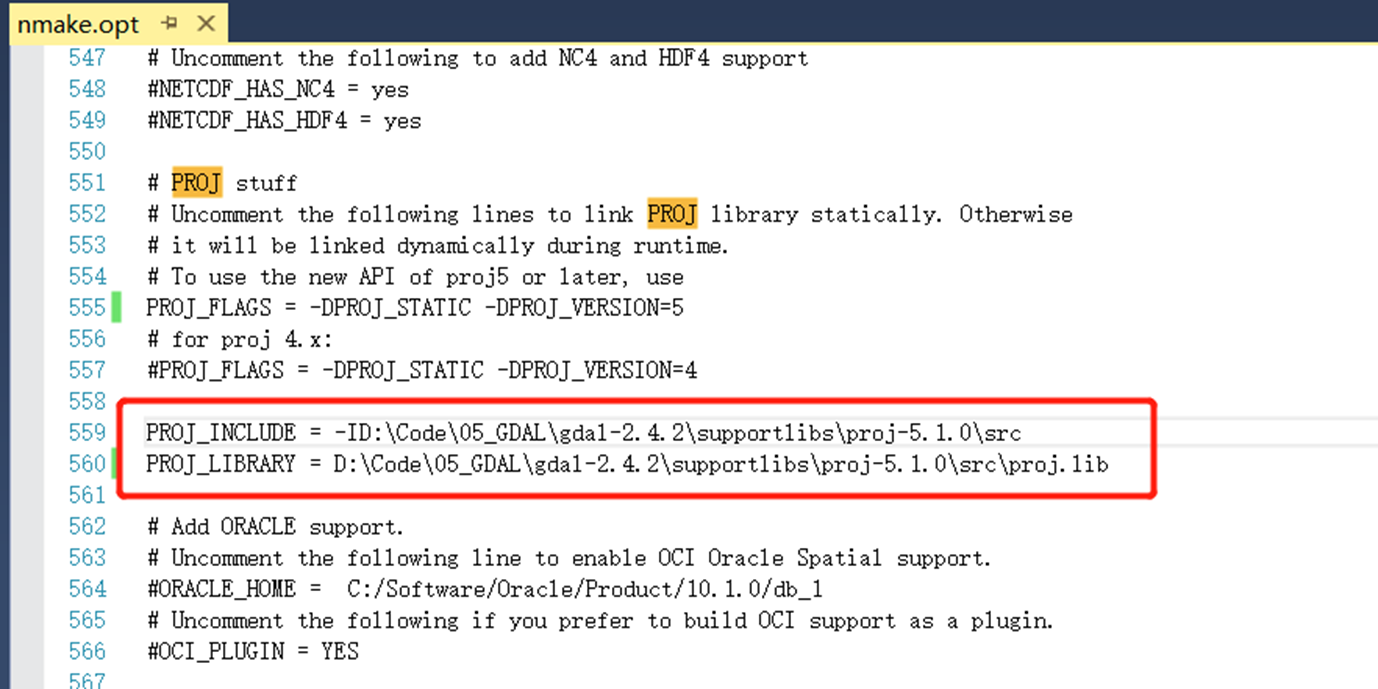 nmake.opt
547 # Uncomment the following to add NC4 and HDF4 support
548 #NETCDF_HAS_NC4 = yes
549 #NETCDF_HAS_HDF4 = yes
550
551 # PROJ stuff
552 # Uncomment the following lines to link PROJ library statically. Otherwise
553 # it will be linked dynamically during runtime.
554 # To use the new API of proj5 or later, use
555 PROJ_FLAGS = -DPROJ_STATIC -DPROJ_VERSION=5
556 # for proj 4.x:
557 #PROJ_FLAGS = -DPROJ_STATIC -DPROJ_VERSION=4
558
559 PROJ_INCLUDE = -ID:\Code\05_GDAL\gdal-2.4.2\supportlibs\proj-5.1.0\src
560 PROJ_LIBRARY = D:\Code\05_GDAL\gdal-2.4.2\supportlibs\proj-5.1.0\src\proj.lib
561
562 # Add ORACLE support.
563 # Uncomment the following line to enable OCI Oracle Spatial support.
564 #ORACLE_HOME =  C:/Software/Oracle/Product/10.1.0/db_1
565 # Uncomment the following if you prefer to build OCI support as a plugin.
566 #OCI_PLUGIN = YES
567